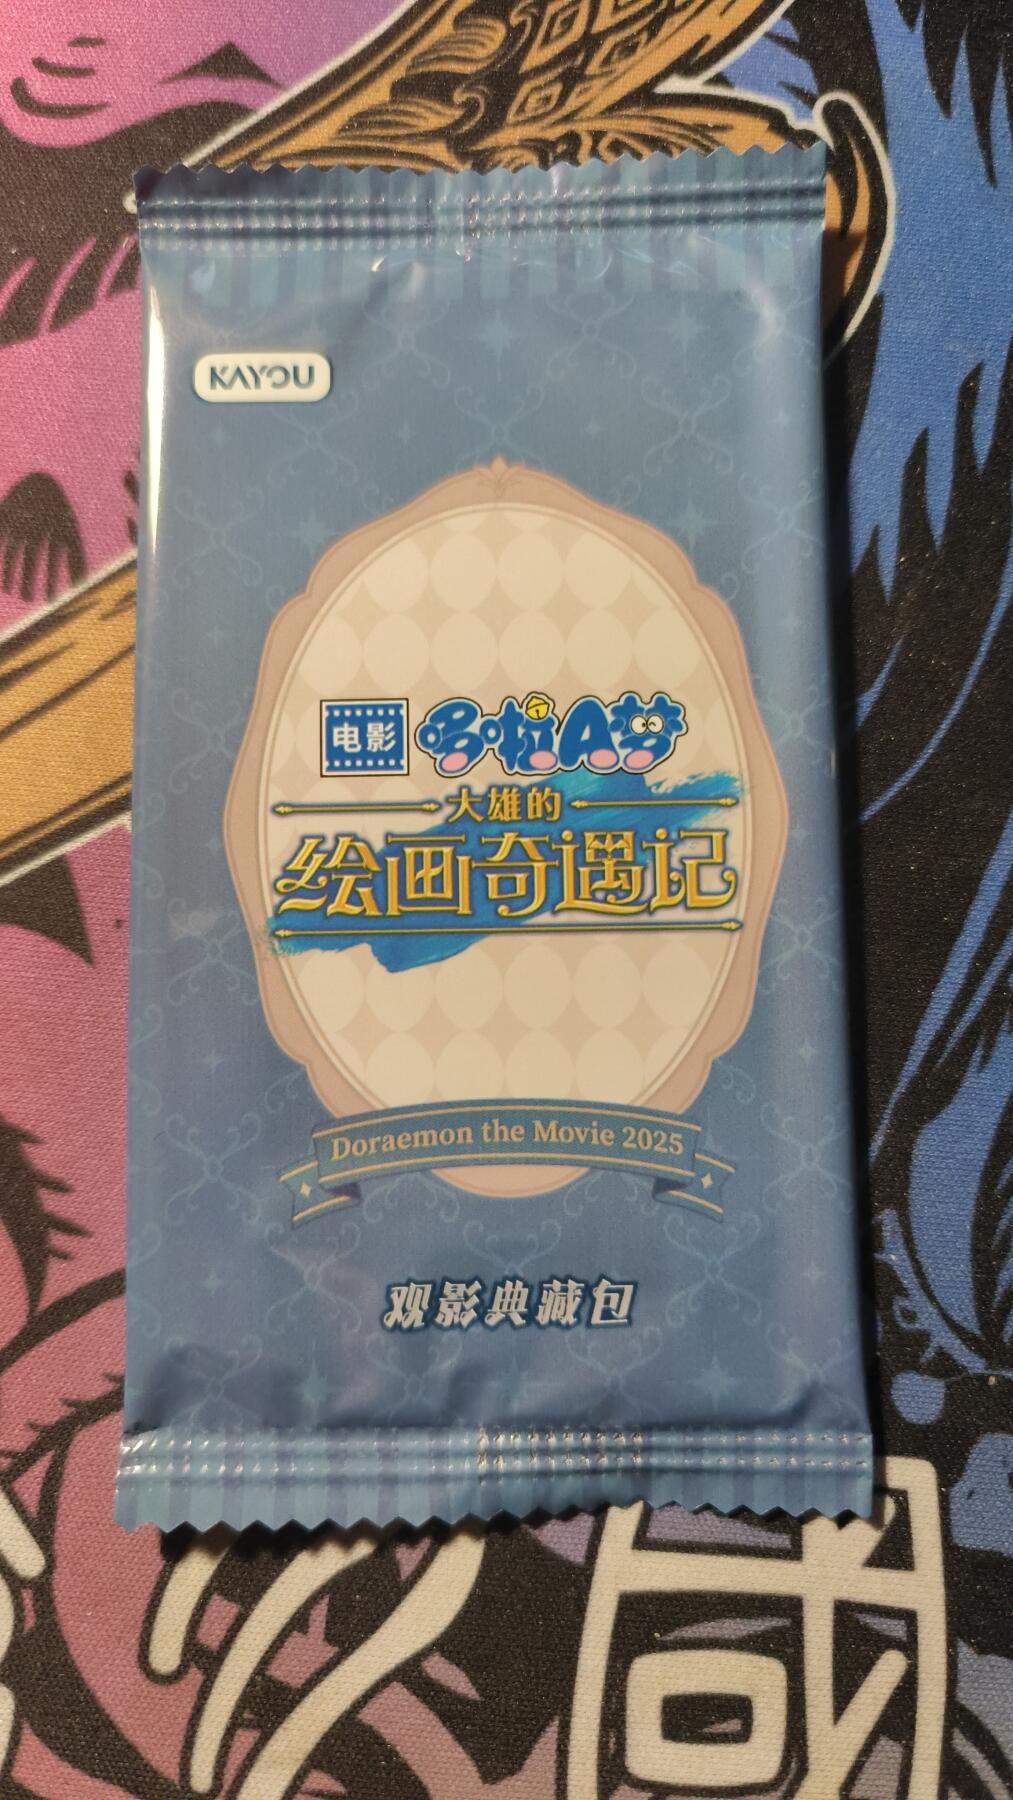 KAYOU
电影 哆啦A梦
大雄的
绘画奇遇记
Doraemon the Movie 2025
观影典藏包